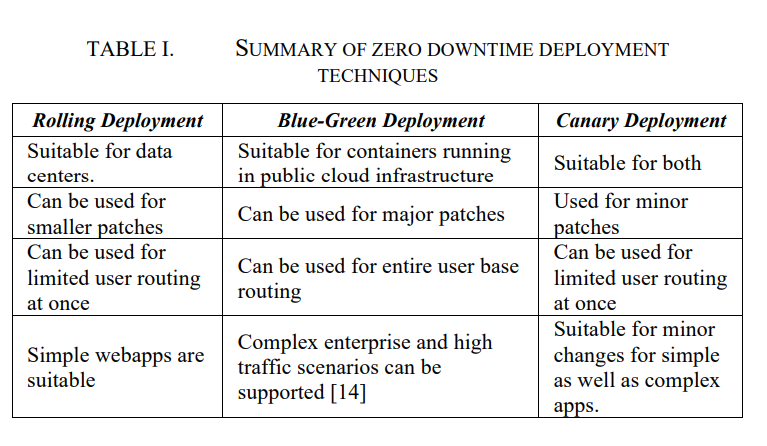 TABLE I. SUMMARY OF ZERO DOWNTIME DEPLOYMENT
TECHNIQUES
Rolling Deployment
Blue-Green Deployment
Canary Deployment
Suitable for data
centers.
Suitable for containers running
in public cloud infrastructure
Suitable for both
Can be used for
smaller patches
Can be used for major patches
Used for minor
patches
Can be used for
limited user routing
at once
Can be used for entire user base
routing
Can be used for
limited user routing
at once
Simple webapps are
suitable
Complex enterprise and high
traffic scenarios can be
supported [14]
Suitable for minor
changes for simple
as well as complex
apps.